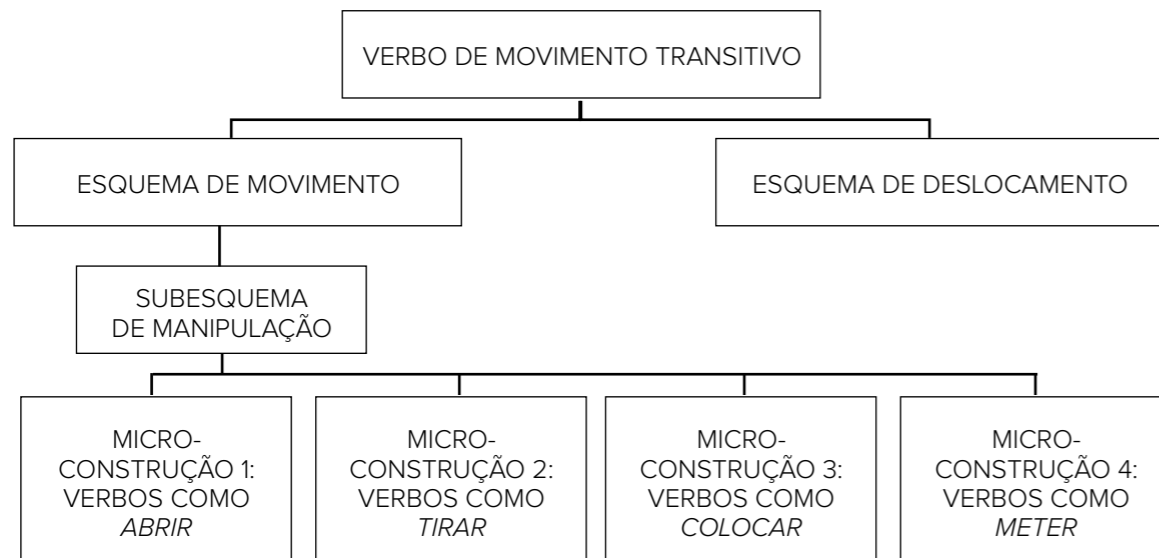 VERBO DE MOVIMENTO TRANSITIVO
ESQUEMA DE MOVIMENTO
ESQUEMA DE DESLOCAMENTO
SUBESQUEMA
DE MANIPULAÇÃO
MICRO-
CONSTRUÇÃO 1:
VERBOS COMO
ABRIR
MICRO-
CONSTRUÇÃO 2:
VERBOS COMO
TIRAR
MICRO-
CONSTRUÇÃO 3:
VERBOS COMO
COLOCAR
MICRO-
CONSTRUÇÃO 4:
VERBOS COMO
METER